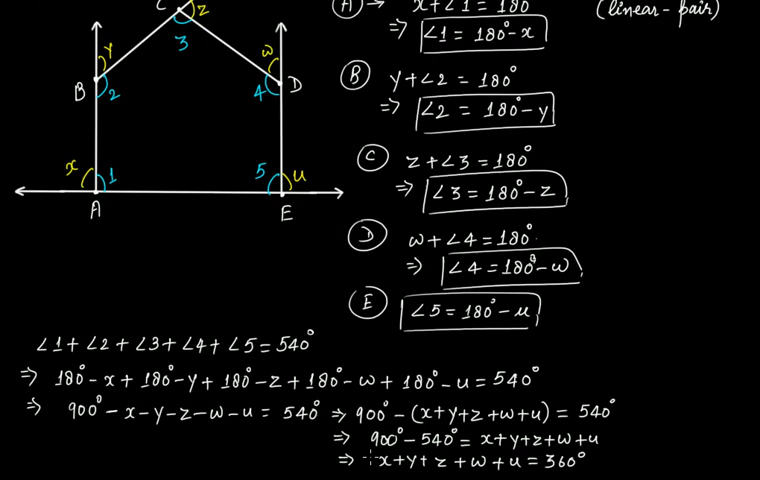 C z
3
y w
B 2 4 D
x 1 5 u
A E
(A) → x + ∠1 = 180° (linear-pair)
⇒ ∠1 = 180° - x
(B) y + ∠2 = 180°
⇒ ∠2 = 180° - y
(C) z + ∠3 = 180°
⇒ ∠3 = 180° - z
(D) w + ∠4 = 180°
⇒ ∠4 = 180° - w
(E) ∠5 = 180° - u
∠1 + ∠2 + ∠3 + ∠4 + ∠5 = 540°
⇒ 180° - x + 180° - y + 180° - z + 180° - w + 180° - u = 540°
⇒ 900° - x - y - z - w - u = 540° ⇒ 900° - (x + y + z + w + u) = 540°
⇒ 900° - 540° = x + y + z + w + u
⇒ x + y + z + w + u = 360°